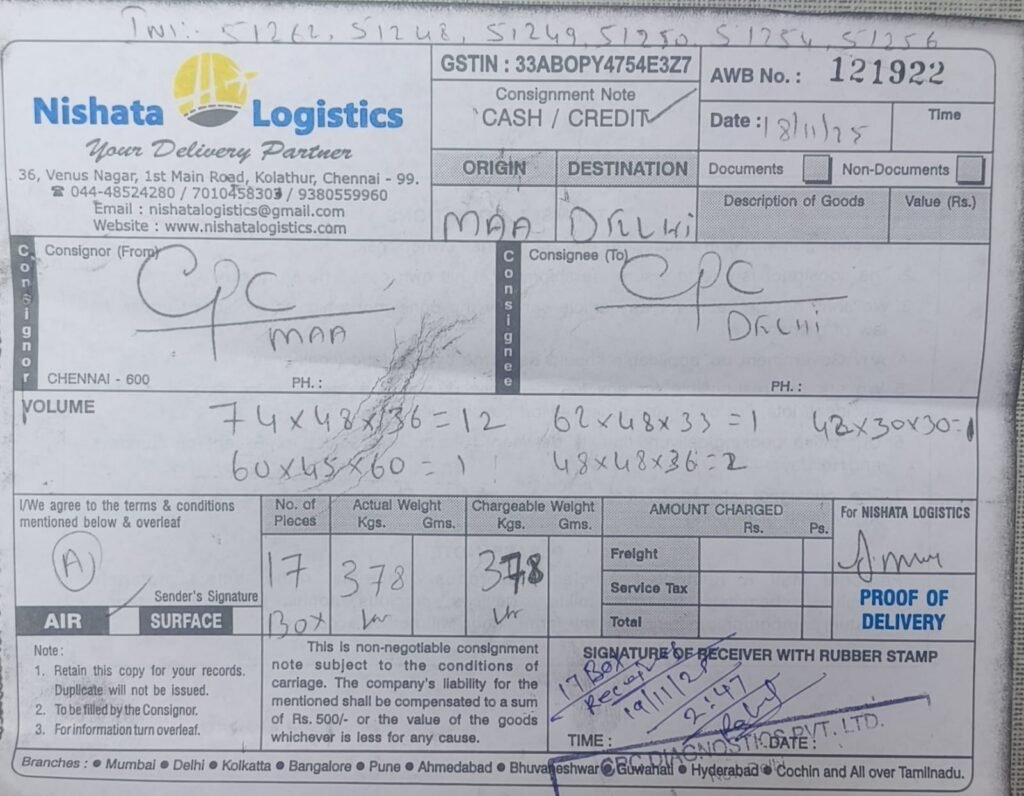 INV:- 51262, 51248, 51249, 51250, 51254, 51256
Nishata Logistics
Your Delivery Partner
36, Venus Nagar, 1st Main Road, Kolathur, Chennai - 99.
☎ 044-48524280 / 7010458303 / 9380559960
Email : nishatalogistics@gmail.com
Website : www.nishatalogistics.com
GSTIN : 33ABOPY4754E3Z7
Consignment Note
CASH / CREDIT ✓
AWB No. : 121922
Date : 18/11/25
Time
ORIGIN
DESTINATION
MAA
DELHI
Documents
Non-Documents
Description of Goods
Value (Rs.)
Consignor
Consignor (From)
CPC
MAA
CHENNAI - 600
PH. :
Consignee
Consignee (To)
CPC
DELHI
PH. :
VOLUME
74x48x36=12 62x48x33=1 42x30x30=1
60x45x60=1 48x48x36=2
I/We agree to the terms & conditions
mentioned below & overleaf
A
Sender's Signature
AIR ✓
SURFACE
No. of
Pieces
17
Box
Actual Weight
Kgs. Gms.
378
Chargeable Weight
Kgs. Gms.
378
AMOUNT CHARGED
Rs. Ps.
Freight
Service Tax
Total
For NISHATA LOGISTICS
PROOF OF
DELIVERY
Note :
1. Retain this copy for your records.
Duplicate will not be issued.
2. To be filled by the Consignor.
3. For information turn overleaf.
This is non-negotiable consignment
note subject to the conditions of
carriage. The company's liability for the
mentioned shall be compensated to a sum
of Rs. 500/- or the value of the goods
whichever is less for any cause.
SIGNATURE OF RECEIVER WITH RUBBER STAMP
17 Box
Received
19/11/25
2:47
TIME :
DATE :
CPC DIAGNOSTICS PVT. LTD.
New Delhi
Branches : • Mumbai • Delhi • Kolkatta • Bangalore • Pune • Ahmedabad • Bhuvaneshwar • Guwahati • Hyderabad • Cochin and All over Tamilnadu.